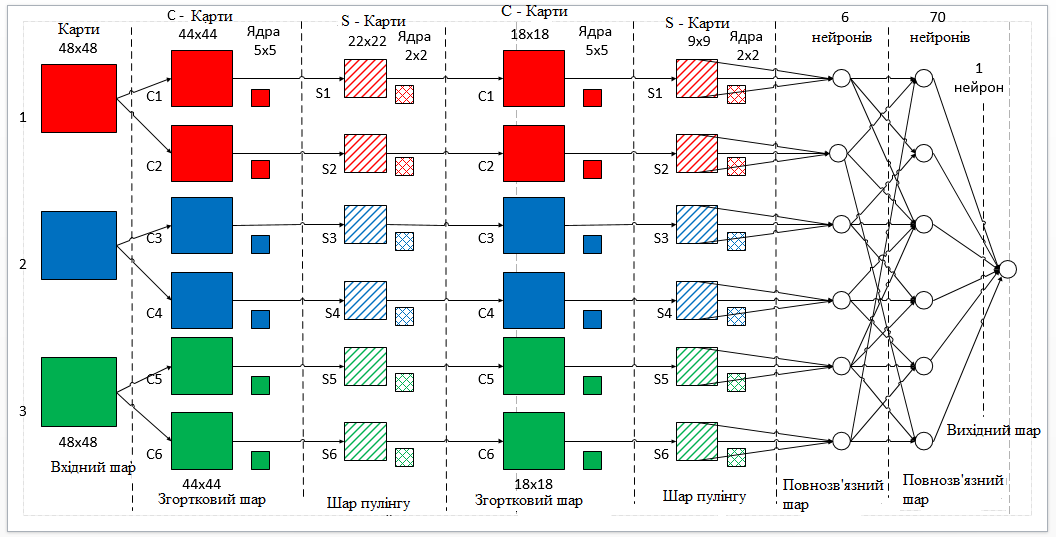 Карти
48x48
С - Карти
44x44
Ядра
5x5
S - Карти
22x22
Ядра
2x2
С - Карти
18x18
Ядра
5x5
S - Карти
9x9
Ядра
2x2
6
нейронів
70
нейронів
1
нейрон
1
2
3
C1
C2
C3
C4
C5
C6
S1
S2
S3
S4
S5
S6
C1
C2
C3
C4
C5
C6
S1
S2
S3
S4
S5
S6
48x48
Вхідний шар
44x44
Згортковий шар
Шар пулінгу
18x18
Згортковий шар
Шар пулінгу
Повнозв'язний
шар
Повнозв'язний
шар
Вихідний шар